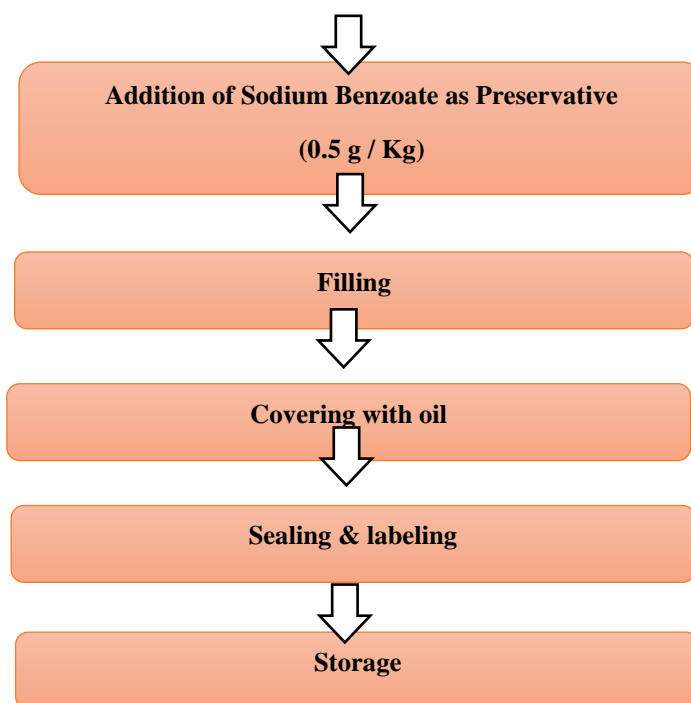 Addition of Sodium Benzoate as Preservative
(0.5 g / Kg)
Filling
Covering with oil
Sealing & labeling
Storage